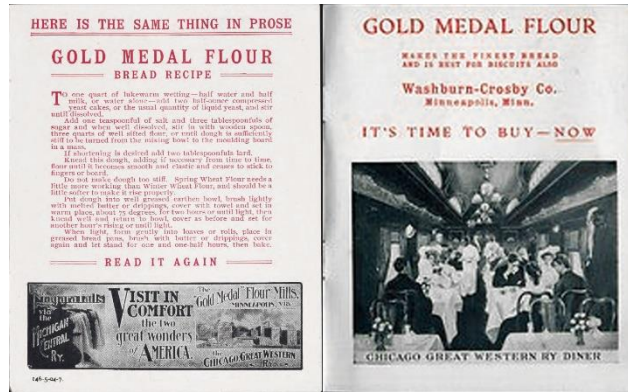 HERE IS THE SAME THING IN PROSE
GOLD MEDAL FLOUR
BREAD RECIPE
TO one quart of lukewarm wetting—half water and half
milk, or water alone—add two half-ounce compressed
yeast cakes, or the usual quantity of liquid yeast, and stir
until dissolved.
Add one teaspoonful of salt and three tablespoonfuls of
sugar and when well dissolved, stir in with wooden spoon,
three quarts of well sifted flour, or until dough is sufficiently
stiff to be turned from the mixing bowl to the moulding board
in a mass.
If shortening is desired add two tablespoonfuls lard.
Knead this dough, adding if necessary from time to time,
flour until it becomes smooth and elastic and ceases to stick to
fingers or board.
Do not make dough too stiff. Spring Wheat Flour needs a
little more working than Winter Wheat Flour, and should be a
little softer to make it rise properly.
Put dough into well greased earthen bowl, brush lightly
with melted butter or drippings, cover with towel and set in
warm place, about 75 degrees, for two hours or until light, then
knead well and return to bowl, cover as before and set for
another hour's rising or until light.
When light, form gently into loaves or rolls, place in
greased bread pans, brush with butter or drippings, cover
again and let stand for one and one-half hours, then bake.
READ IT AGAIN
Niagara Falls
via the
MICHIGAN
CENTRAL
RY.
VISIT IN
COMFORT
the two
great wonders
of AMERICA.
The
"Gold Medal" Flour Mills,
MINNEAPOLIS, MIN.
via the
CHICAGO GREAT WESTERN
GOLD MEDAL FLOUR
MAKES THE FINEST BREAD
AND IS BEST FOR BISCUITS ALSO
Washburn-Crosby Co.
Minneapolis, Minn.
IT'S TIME TO BUY—NOW
CHICAGO GREAT WESTERN RY DINER